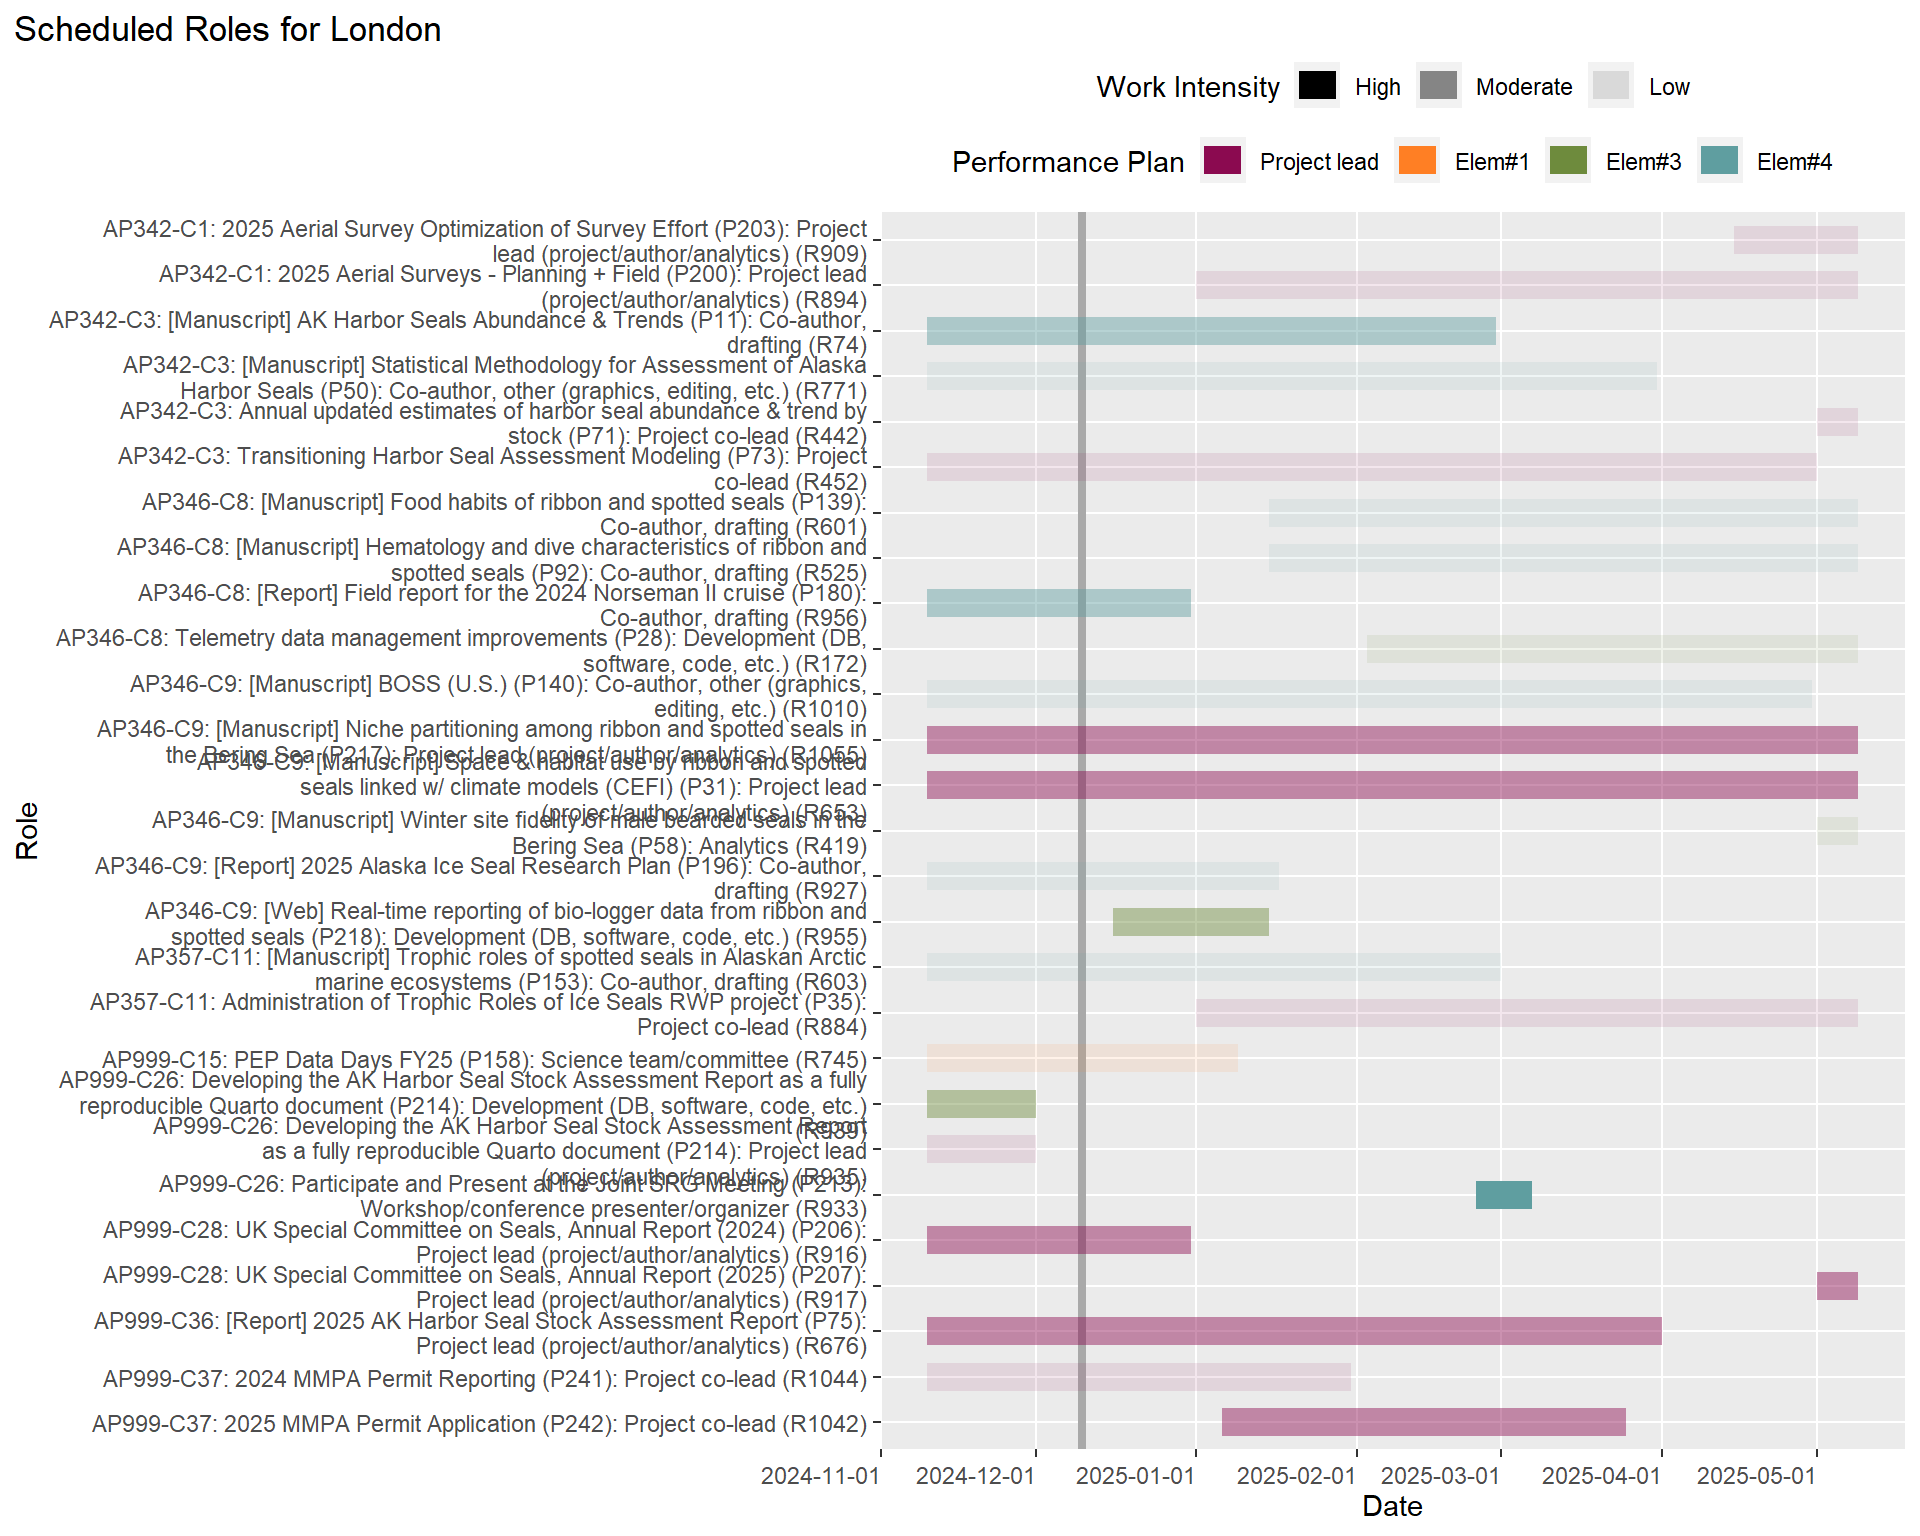 Scheduled Roles for London
Work Intensity High Moderate Low
Performance Plan Project lead Elem#1 Elem#3 Elem#4
AP342-C1: 2025 Aerial Survey Optimization of Survey Effort (P203): Project
lead (project/author/analytics) (R909)
AP342-C1: 2025 Aerial Surveys - Planning + Field (P200): Project lead
(project/author/analytics) (R894)
AP342-C3: [Manuscript] AK Harbor Seals Abundance & Trends (P11): Co-author,
drafting (R74)
AP342-C3: [Manuscript] Statistical Methodology for Assessment of Alaska
Harbor Seals (P50): Co-author, other (graphics, editing, etc.) (R771)
AP342-C3: Annual updated estimates of harbor seal abundance & trend by
stock (P71): Project co-lead (R442)
AP342-C3: Transitioning Harbor Seal Assessment Modeling (P73): Project
co-lead (R452)
AP346-C8: [Manuscript] Food habits of ribbon and spotted seals (P139):
Co-author, drafting (R601)
AP346-C8: [Manuscript] Hematology and dive characteristics of ribbon and
spotted seals (P92): Co-author, drafting (R525)
AP346-C8: [Report] Field report for the 2024 Norseman II cruise (P180):
Co-author, drafting (R956)
AP346-C8: Telemetry data management improvements (P28): Development (DB,
software, code, etc.) (R172)
AP346-C9: [Manuscript] BOSS (U.S.) (P140): Co-author, other (graphics,
editing, etc.) (R1010)
AP346-C9: [Manuscript] Niche partitioning among ribbon and spotted seals in
the Bering Sea (P217): Project lead (project/author/analytics) (R1055)
AP346-C9: [Manuscript] Space & habitat use by ribbon and spotted
seals linked w/ climate models (CEFI) (P31): Project lead
(project/author/analytics) (R653)
AP346-C9: [Manuscript] Winter site fidelity of male bearded seals in the
Bering Sea (P58): Analytics (R419)
AP346-C9: [Report] 2025 Alaska Ice Seal Research Plan (P196): Co-author,
drafting (R927)
AP346-C9: [Web] Real-time reporting of bio-logger data from ribbon and
spotted seals (P218): Development (DB, software, code, etc.) (R955)
AP357-C11: [Manuscript] Trophic roles of spotted seals in Alaskan Arctic
marine ecosystems (P153): Co-author, drafting (R603)
AP357-C11: Administration of Trophic Roles of Ice Seals RWP project (P35):
Project co-lead (R884)
AP999-C15: PEP Data Days FY25 (P158): Science team/committee (R745)
AP999-C26: Developing the AK Harbor Seal Stock Assessment Report as a fully
reproducible Quarto document (P214): Development (DB, software, code, etc.)
(R939)
AP999-C26: Developing the AK Harbor Seal Stock Assessment Report
as a fully reproducible Quarto document (P214): Project lead
(project/author/analytics) (R935)
AP999-C26: Participate and Present at the Joint SRG Meeting (P213):
Workshop/conference presenter/organizer (R933)
AP999-C28: UK Special Committee on Seals, Annual Report (2024) (P206):
Project lead (project/author/analytics) (R916)
AP999-C28: UK Special Committee on Seals, Annual Report (2025) (P207):
Project lead (project/author/analytics) (R917)
AP999-C36: [Report] 2025 AK Harbor Seal Stock Assessment Report (P75):
Project lead (project/author/analytics) (R676)
AP999-C37: 2024 MMPA Permit Reporting (P241): Project co-lead (R1044)
AP999-C37: 2025 MMPA Permit Application (P242): Project co-lead (R1042)
Role
2024-11-01 2024-12-01 2025-01-01 2025-02-01 2025-03-01 2025-04-01 2025-05-01
Date